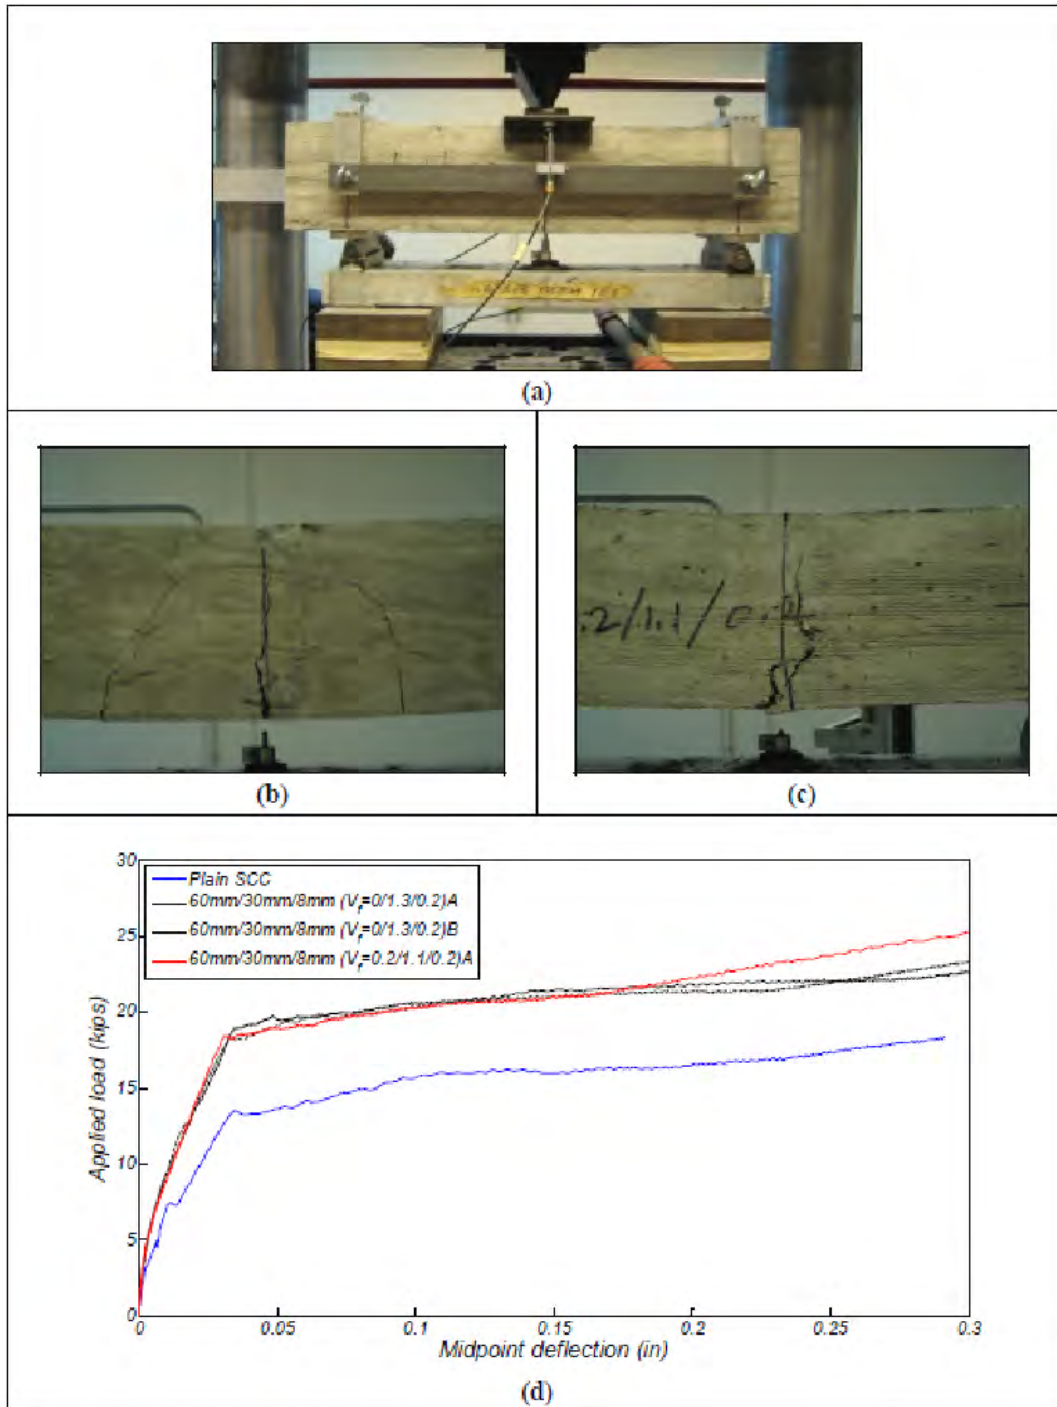 (a)
.2/1.1/0.2
(b)
(c)
30
25
20
15
10
5
0
Applied load (kips)
Plain SCC
60mm/30mm/8mm (Vf=0/1.3/0.2)A
60mm/30mm/8mm (Vf=0/1.3/0.2)B
60mm/30mm/8mm (Vf=0.2/1.1/0.2)A
0 0.05 0.1 0.15 0.2 0.25 0.3
Midpoint deflection (in)
(d)